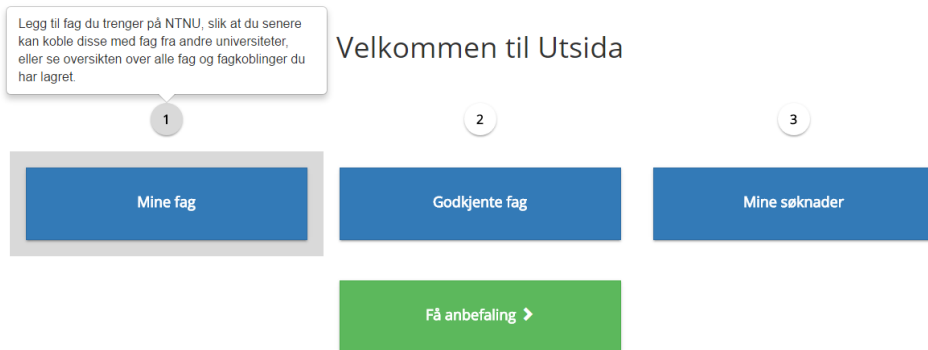 Legg til fag du trenger på NTNU, slik at du senere
kan koble disse med fag fra andre universiteter,
eller se oversikten over alle fag og fagkoblinger du
har lagret.
Velkommen til Utsida
1
2
3
Mine fag
Godkjente fag
Mine søknader
Få anbefaling